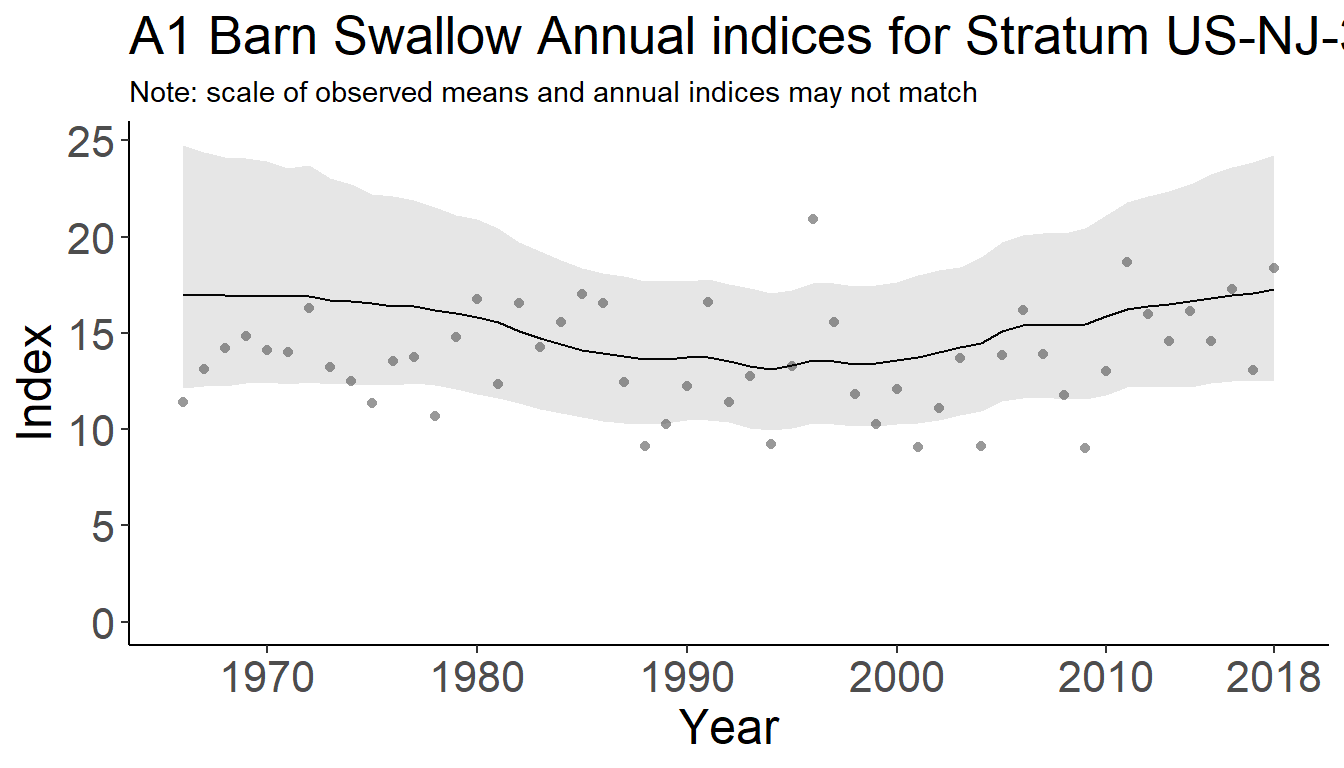 A1 Barn Swallow Annual indices for Stratum US-NJ-
Note: scale of observed means and annual indices may not match
25
20
15
10
5
0
Index
1970 1980 1990 2000 2010 2018
Year